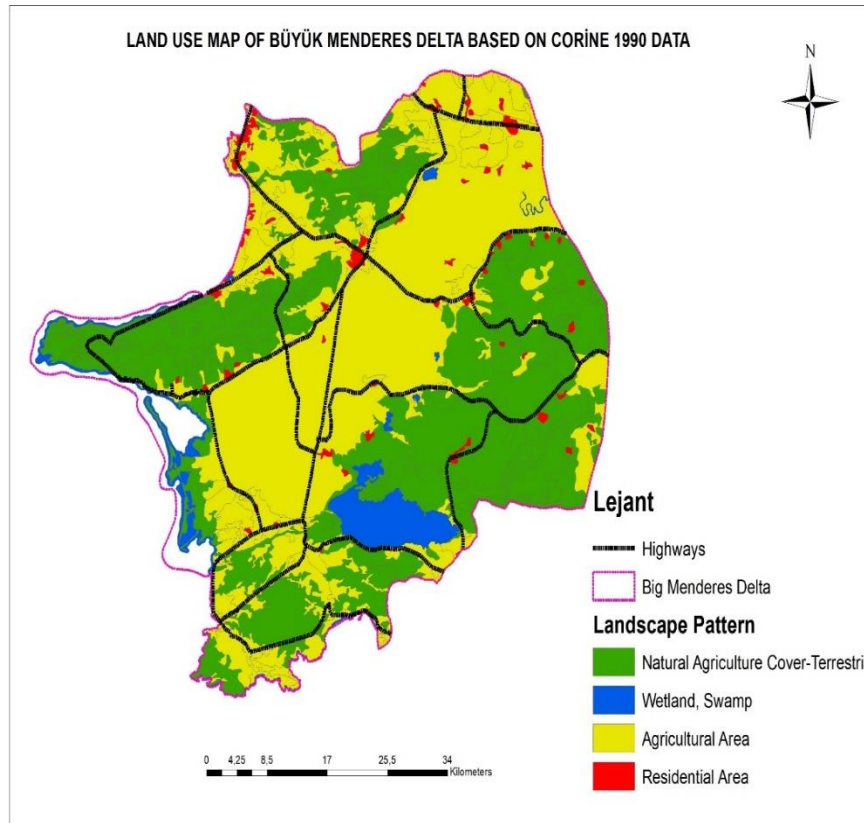 LAND USE MAP OF BÜYÜK MENDERES DELTA BASED ON CORİNE 1990 DATA
N
Lejant
Highways
Big Menderes Delta
Landscape Pattern
Natural Agriculture Cover-Terrestri
Wetland, Swamp
Agricultural Area
Residential Area
0 4,25 8,5 17 25,5 34
Kilometers